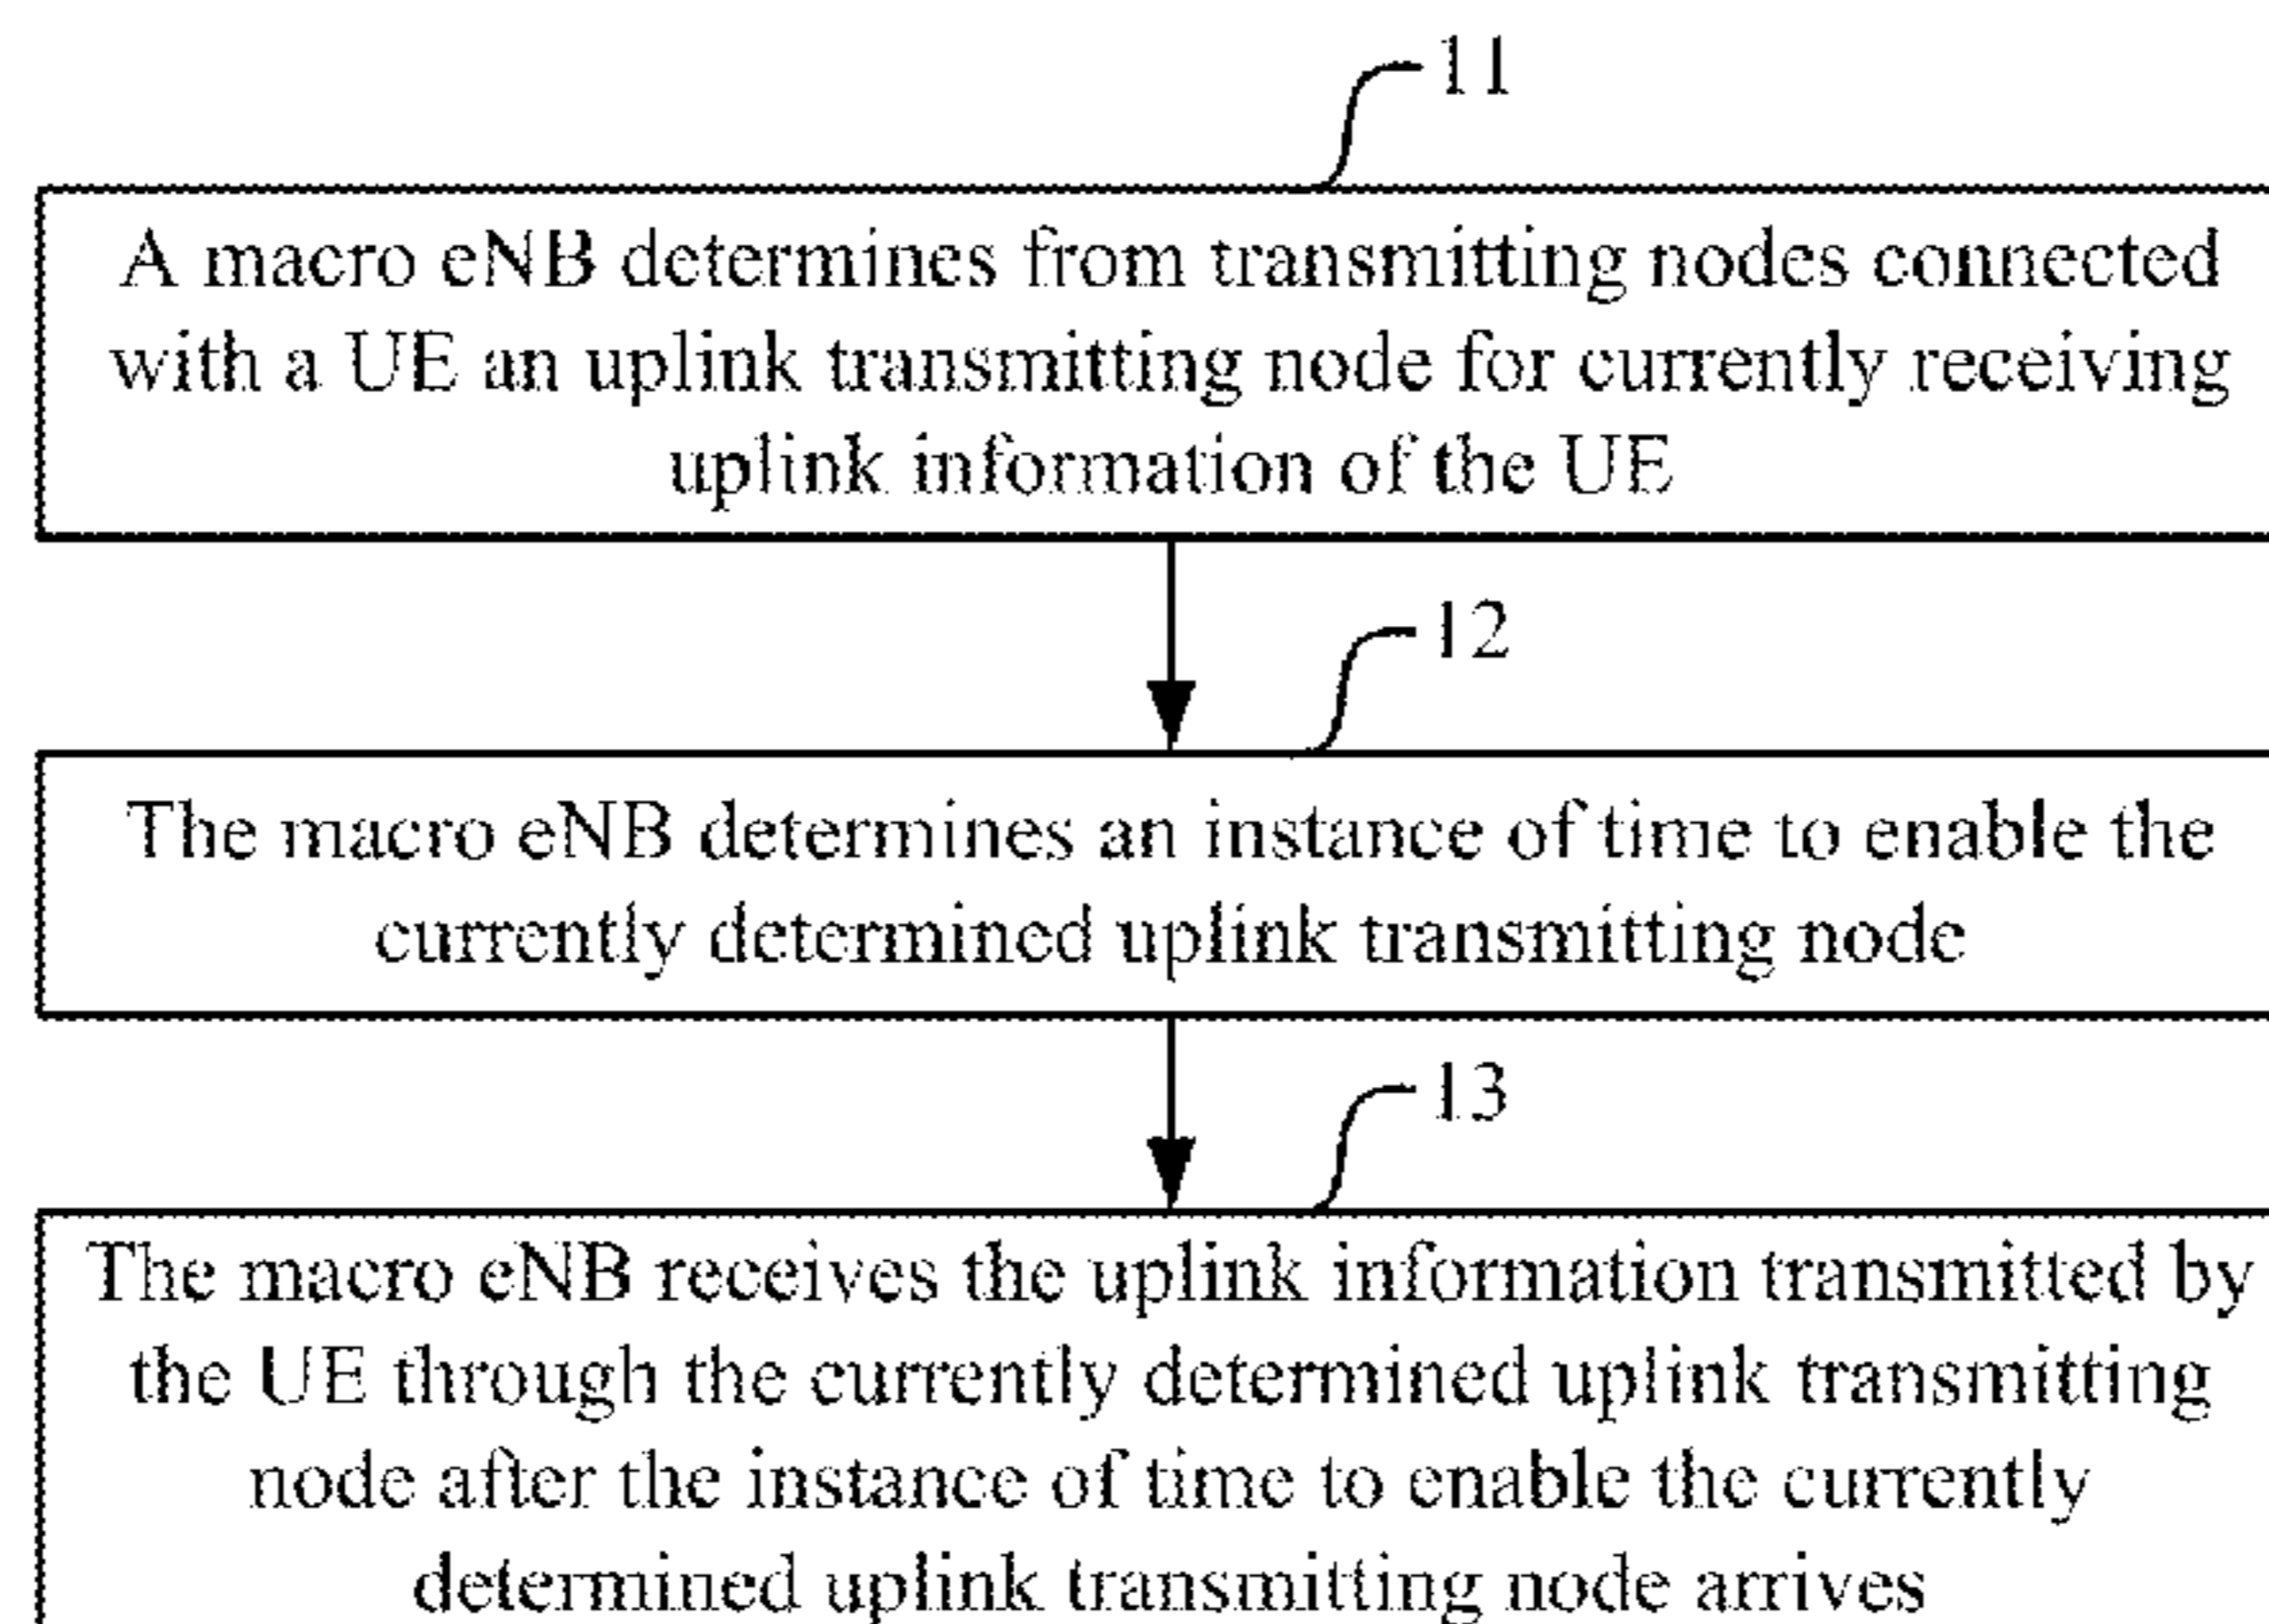 11
A macro eNB determines from transmitting nodes connected
with a UE an uplink transmitting node for currently receiving
uplink information of the UE
12
The macro eNB determines an instance of time to enable the
currently determined uplink transmitting node
13
The macro eNB receives the uplink information transmitted by
the UE through the currently determined uplink transmitting
node after the instance of time to enable the currently
determined uplink transmitting node arrives